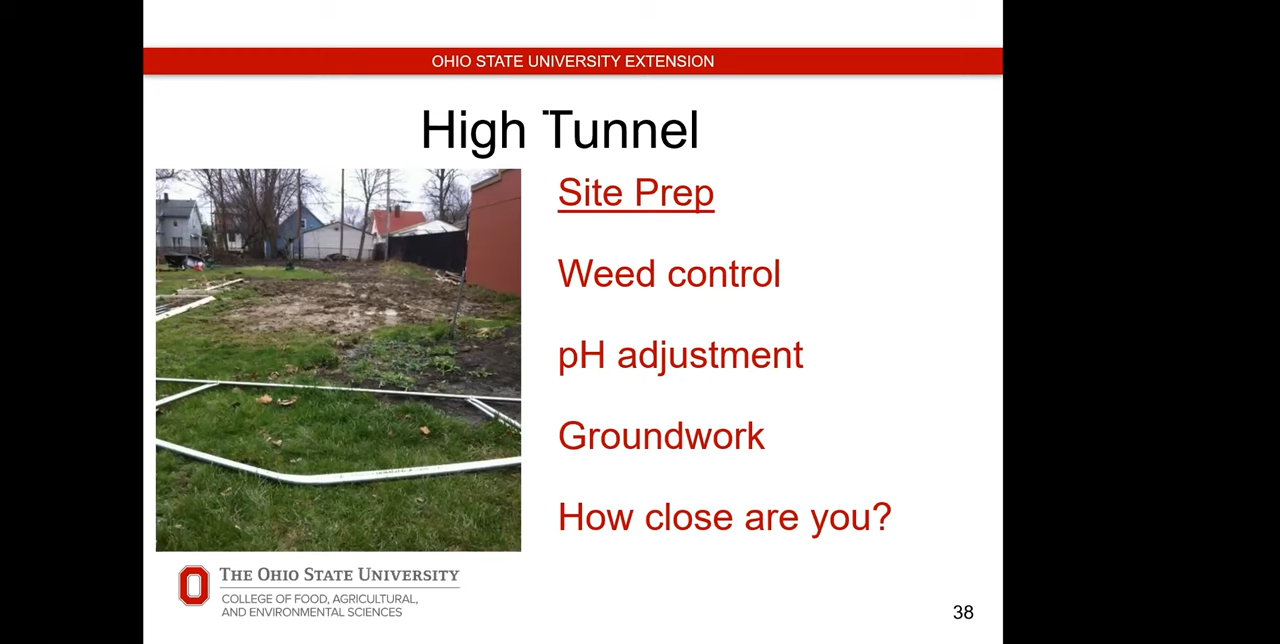 OHIO STATE UNIVERSITY EXTENSION
High Tunnel
Site Prep
Weed control
pH adjustment
Groundwork
How close are you?
THE OHIO STATE UNIVERSITY
COLLEGE OF FOOD, AGRICULTURAL,
AND ENVIRONMENTAL SCIENCES
38